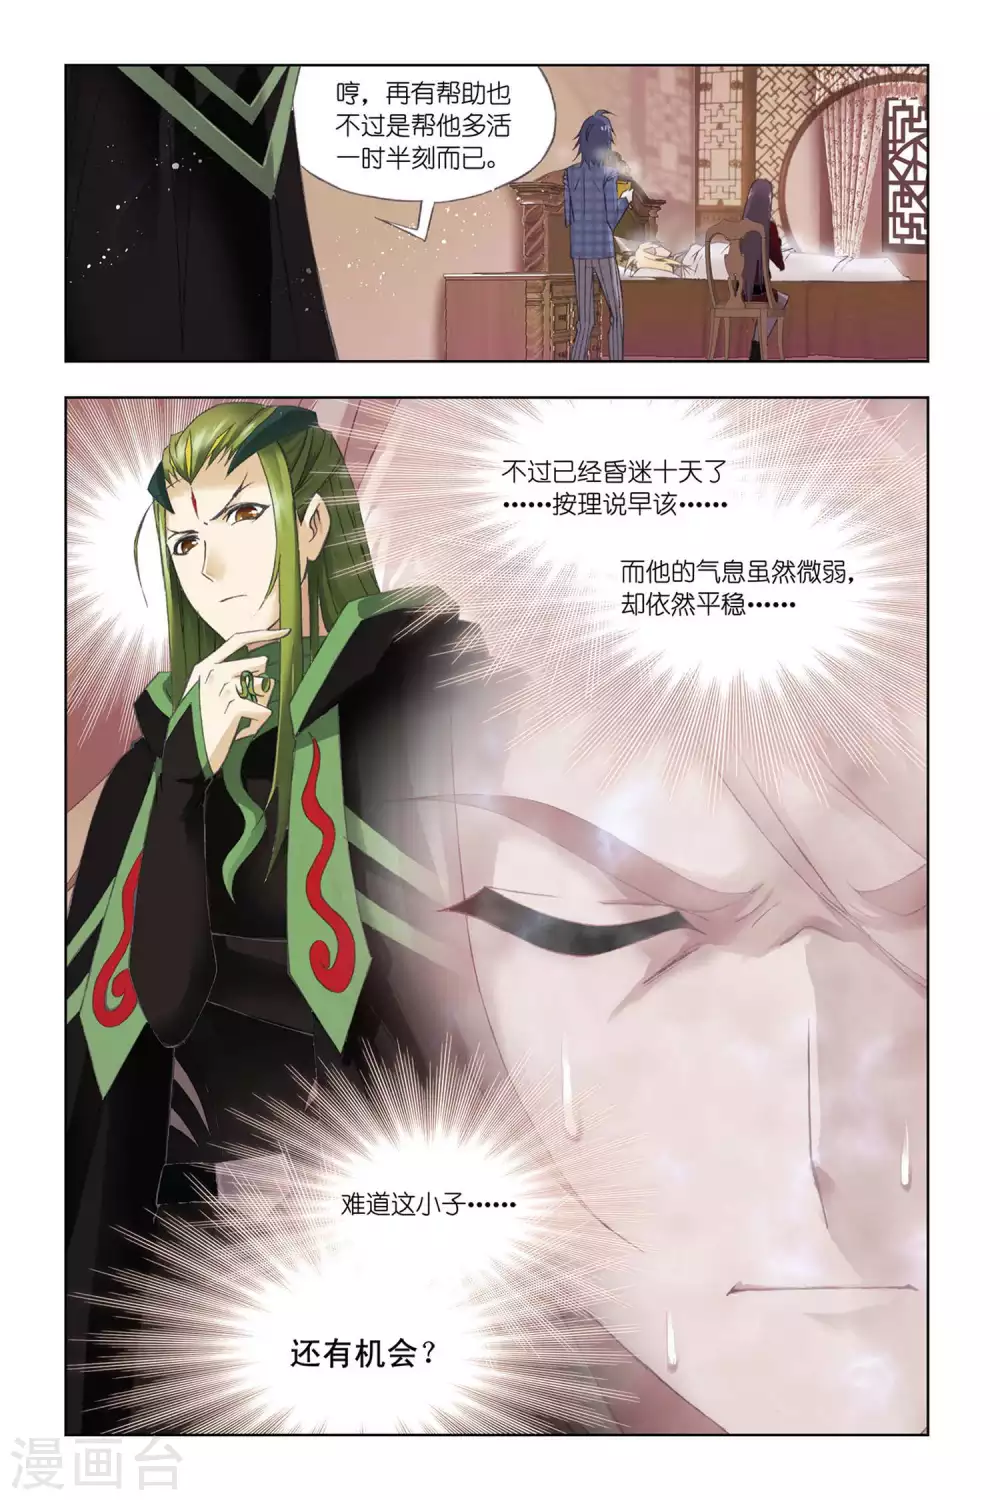 哼，再有帮助也
不过是帮他多活
一时半刻而已。
不过已经昏迷十天了
……按理说早该……
而他的气息虽然微弱，
却依然平稳……
难道这小子……
还有机会？
漫画台